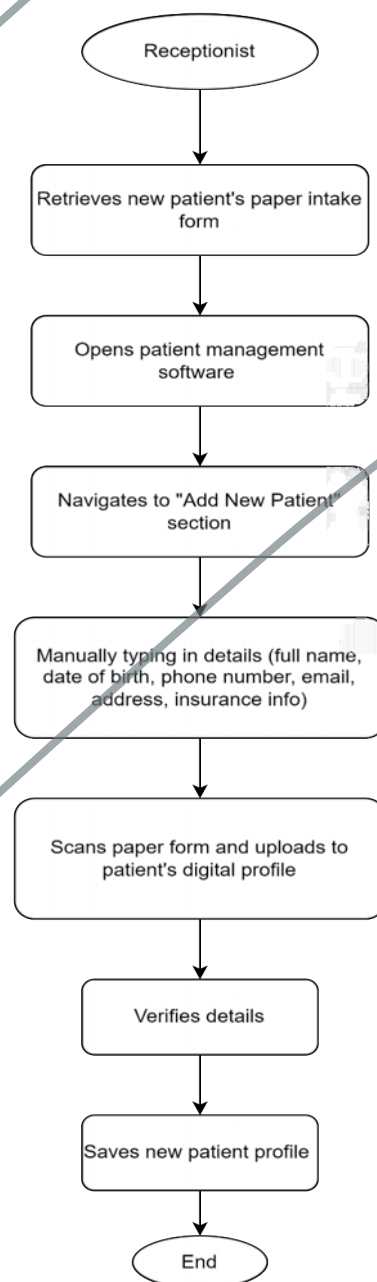 Receptionist
Retrieves new patient's paper intake
form
Opens patient management
software
Navigates to "Add New Patient"
section
Manually typing in details (full name,
date of birth, phone number, email,
address, insurance info)
Scans paper form and uploads to
patient's digital profile
Verifies details
Saves new patient profile
End